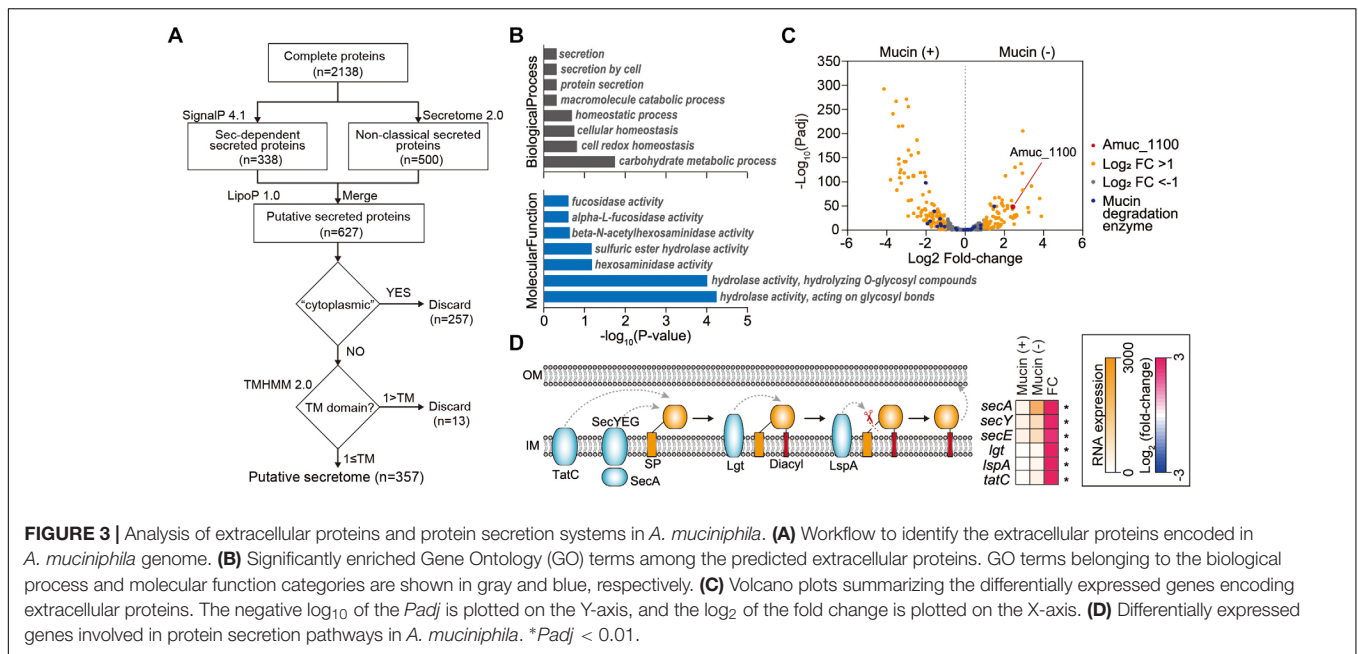 A
Complete proteins
(n=2138)
SignalP 4.1
Secretome 2.0
Sec-dependent
secreted proteins
(n=338)
Non-classical secreted
proteins
(n=500)
LipoP 1.0
Merge
Putative secreted proteins
(n=627)
"cytoplasmic"
YES
Discard
(n=257)
NO
TMHMM 2.0
TM domain?
1>TM
Discard
(n=13)
1≤TM
Putative secretome (n=357)
B
BiologicalProcess
secretion
secretion by cell
protein secretion
macromolecule catabolic process
homeostatic process
cellular homeostasis
cell redox homeostasis
carbohydrate metabolic process
MolecularFunction
fucosidase activity
alpha-L-fucosidase activity
beta-N-acetylhexosaminidase activity
sulfuric ester hydrolase activity
hexosaminidase activity
hydrolase activity, hydrolyzing O-glycosyl compounds
hydrolase activity, acting on glycosyl bonds
0 1 2 3 4 5
-log10(P-value)
C
Mucin (+)
Mucin (-)
350
300
250
200
150
100
50
0
-Log10(Padj)
-6 -4 -2 0 2 4 6
Log2 Fold-change
Amuc_1100
Amuc_1100
Log₂ FC >1
Log₂ FC <-1
Mucin
degradation
enzyme
D
OM
IM
TatC
SecYEG
SecA
SP
Lgt
Diacyl
LspA
Mucin (+)
Mucin (-)
FC
secA *
secY *
secE *
lgt *
lspA *
tatC *
RNA expression
3000
0
Log₂ (fold-change)
3
-3
FIGURE 3 | Analysis of extracellular proteins and protein secretion systems in A. muciniphila. (A) Workflow to identify the extracellular proteins encoded in
A. muciniphila genome. (B) Significantly enriched Gene Ontology (GO) terms among the predicted extracellular proteins. GO terms belonging to the biological
process and molecular function categories are shown in gray and blue, respectively. (C) Volcano plots summarizing the differentially expressed genes encoding
extracellular proteins. The negative log10 of the Padj is plotted on the Y-axis, and the log2 of the fold change is plotted on the X-axis. (D) Differentially expressed
genes involved in protein secretion pathways in A. muciniphila. *Padj < 0.01.